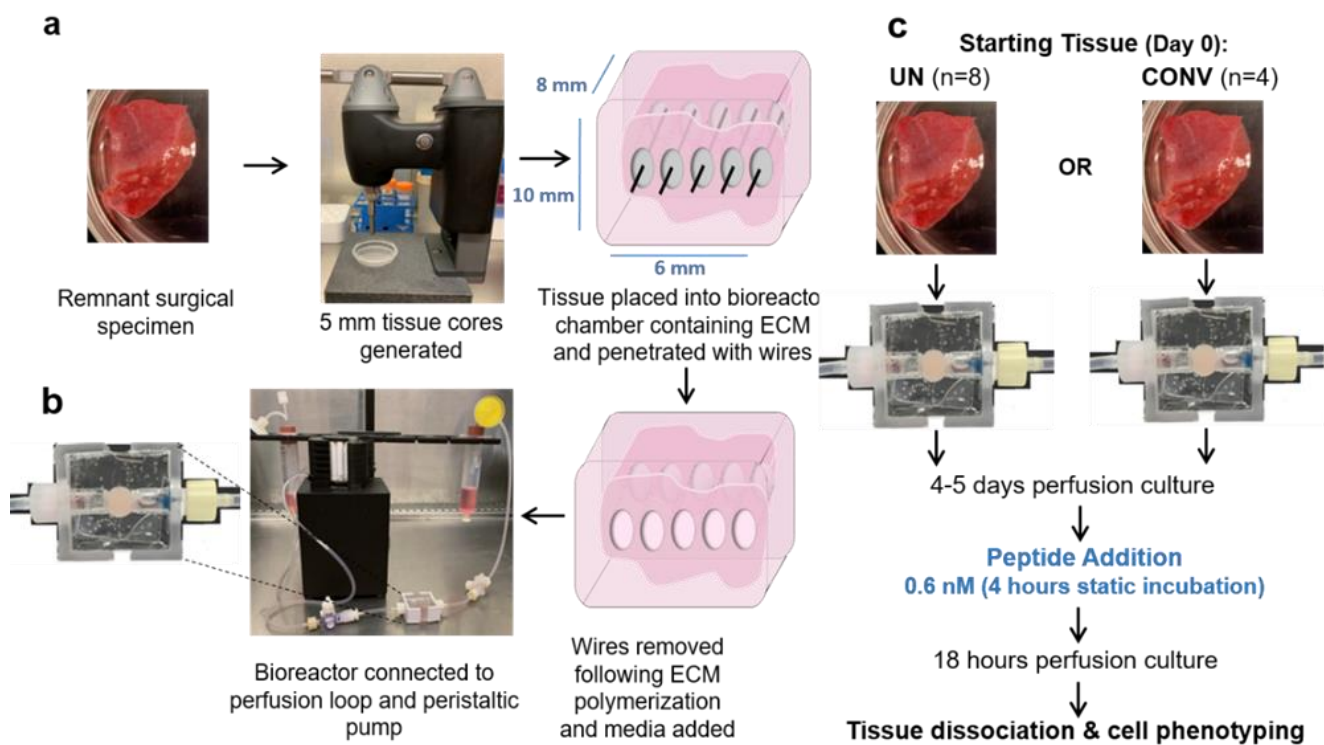 a
Remnant surgical
specimen
5 mm tissue cores
generated
8 mm
10 mm
6 mm
Tissue placed into bioreacto
chamber containing ECM
and penetrated with wires
b
Bioreactor connected to
perfusion loop and peristaltic
pump
Wires removed
following ECM
polymerization
and media added
c
Starting Tissue (Day 0):
UN (n=8)
CONV (n=4)
OR
4-5 days perfusion culture
Peptide Addition
0.6 nM (4 hours static incubation)
18 hours perfusion culture
Tissue dissociation & cell phenotyping